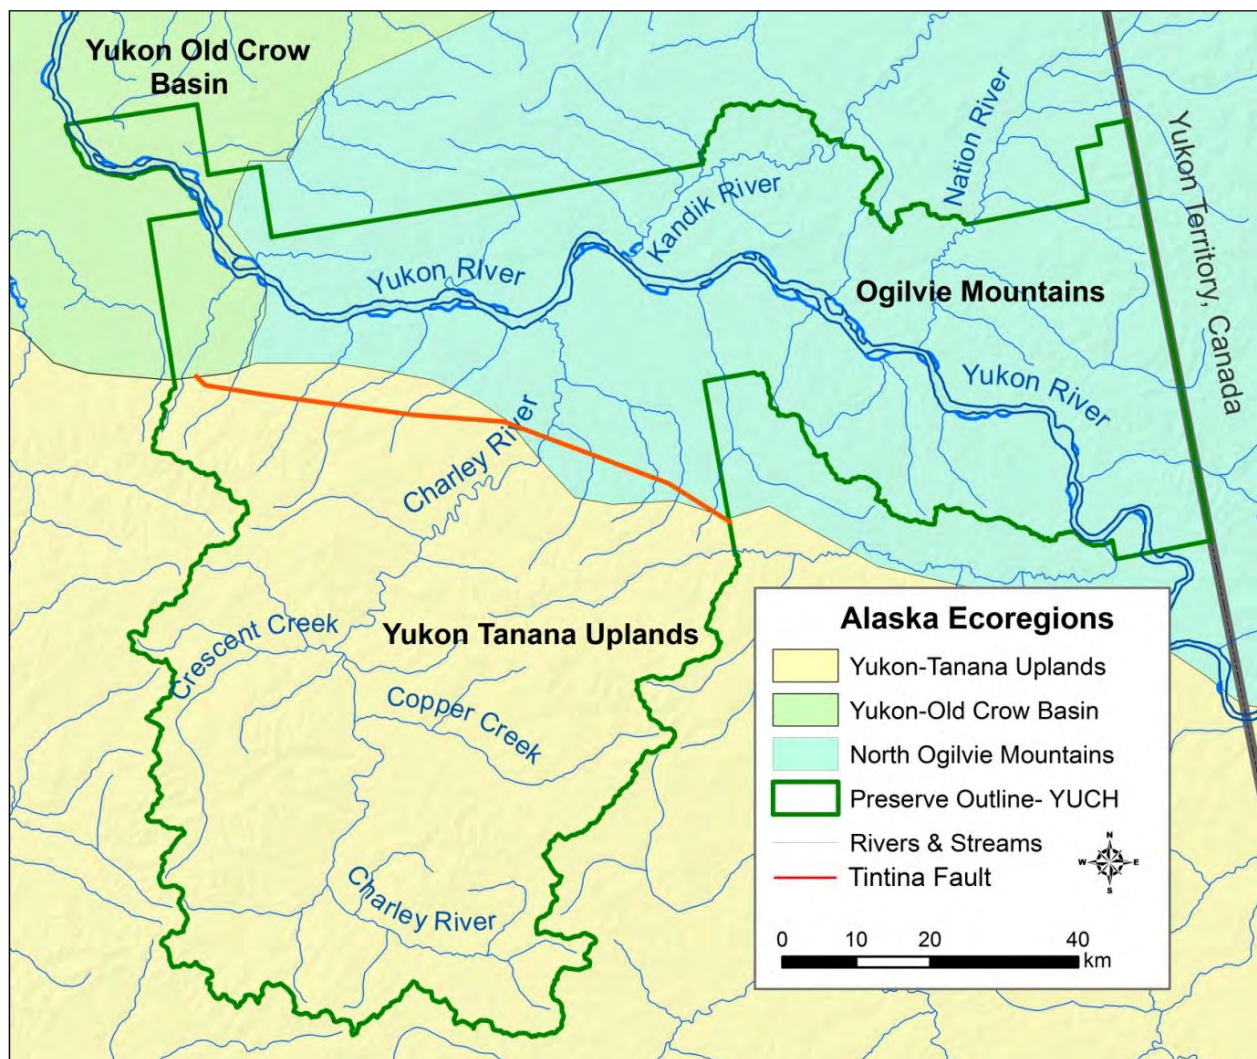 Yukon Old Crow
Basin
Nation River
Yukon Territory, Canada
Kandik River
Yukon RIver
Ogilvie Mountains
Yukon River
Charley River
Crescent Creek
Yukon Tanana Uplands
Copper Creek
Charley River
Alaska Ecoregions
Yukon-Tanana Uplands
Yukon-Old Crow Basin
North Ogilvie Mountains
Preserve Outline- YUCH
Rivers & Streams
Tintina Fault
N
W E
S
0 10 20 40
km